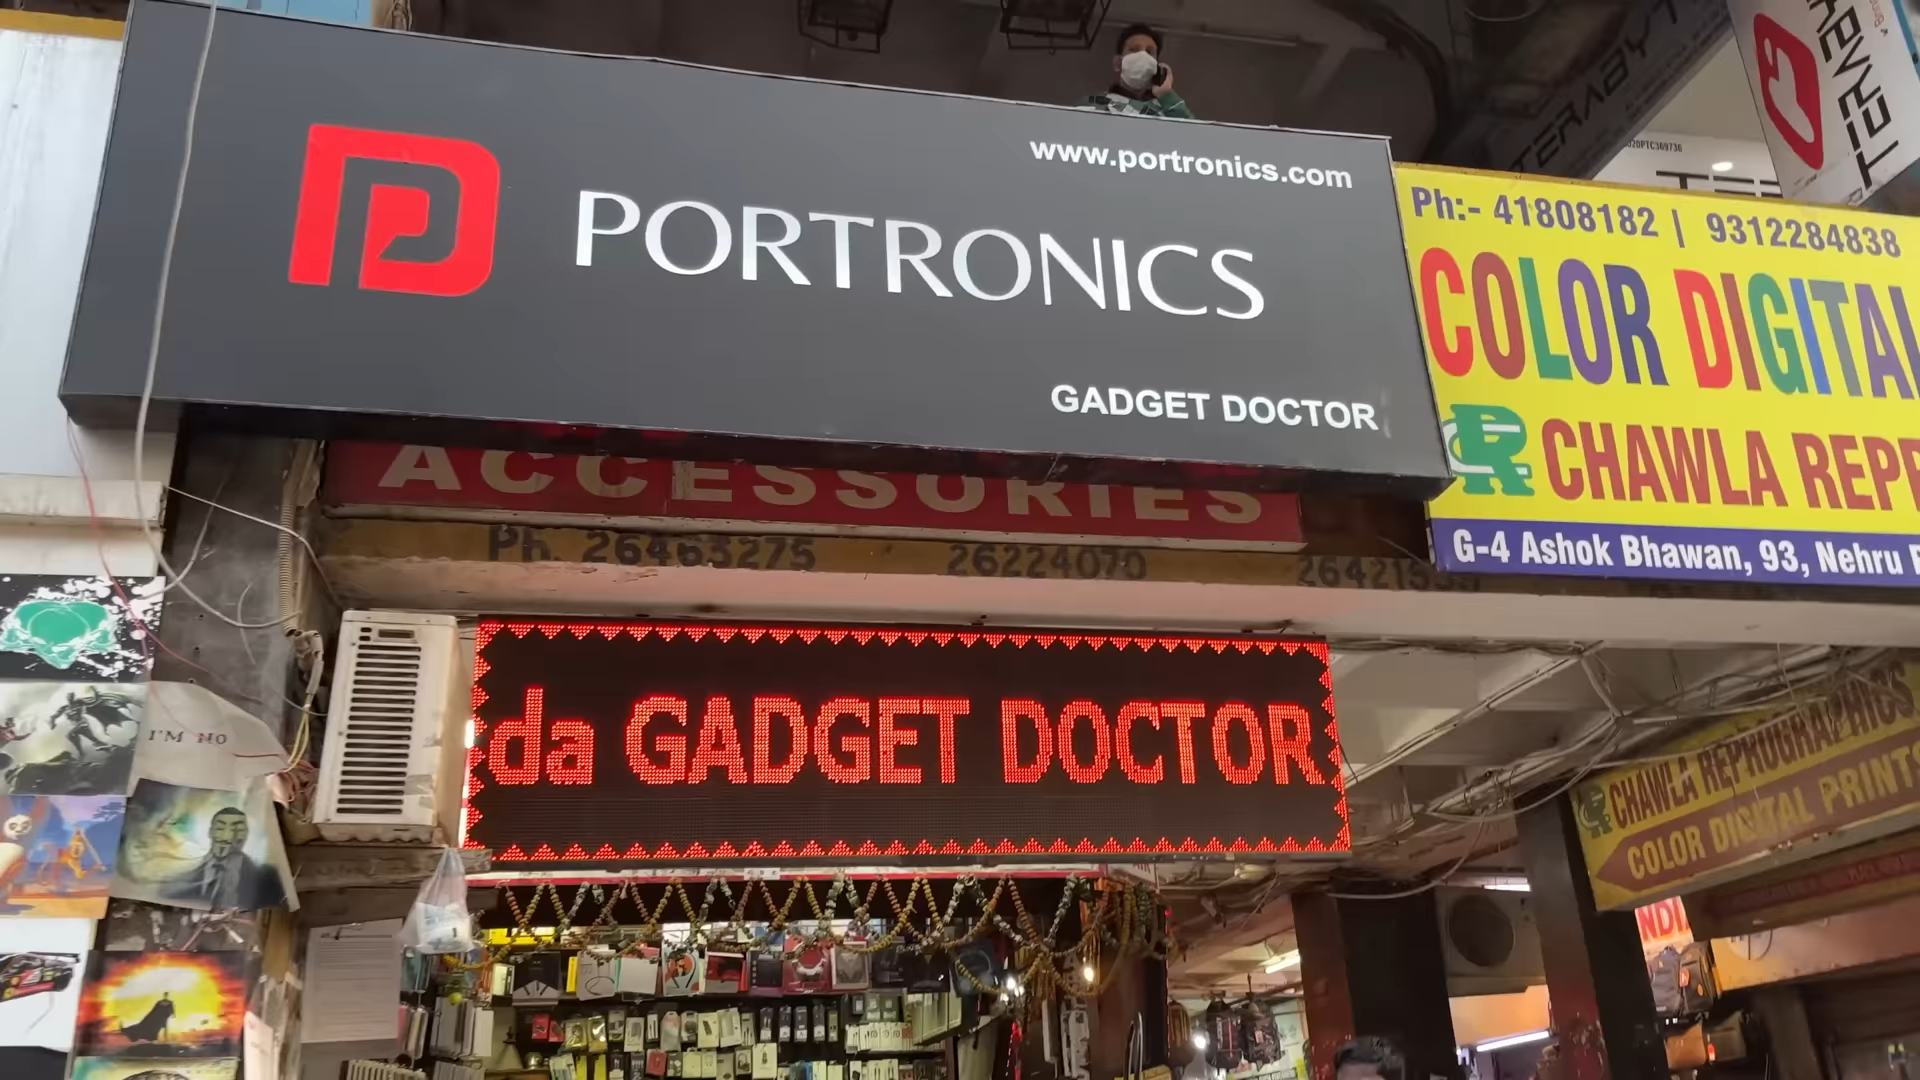 www.portronics.com
PORTRONICS
GADGET DOCTOR
ACCESSORIES
Ph. 26463275 26224070
da GADGET DOCTOR
Ph:- 41808182 | 9312284838
COLOR DIGITAL
CHAWLA REPR
G-4 Ashok Bhawan, 93, Nehru
CHAWLA REPROGRAPHICS
COLOR DIGITAL PRINTS
I'M NO
TERABYT